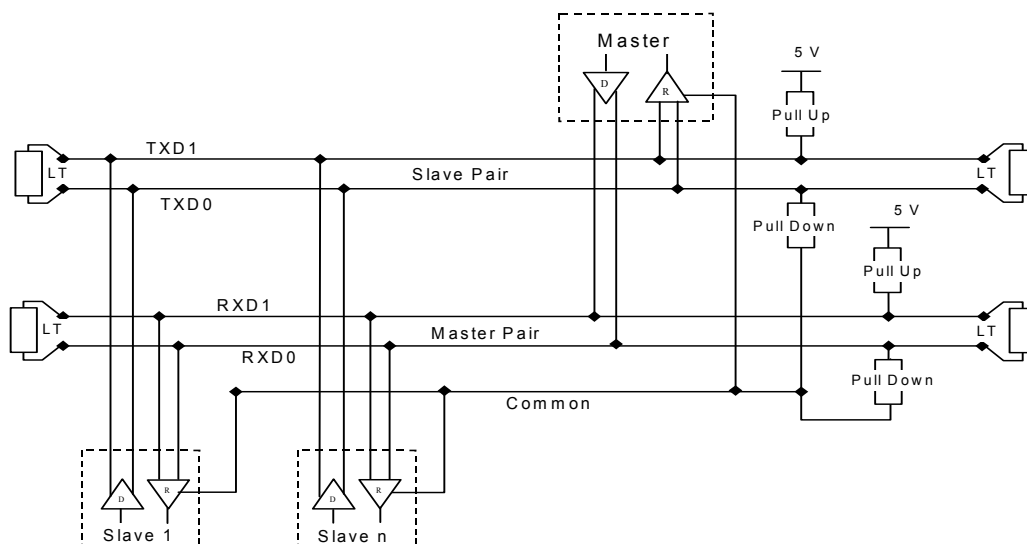 Master
D
R
5 V
Pull Up
TXD1
LT
Slave Pair
LT
TXD0
5 V
Pull Down
Pull Up
RXD1
LT
Master Pair
LT
RXD0
Pull Down
Common
D
R
D
R
Slave 1
Slave n